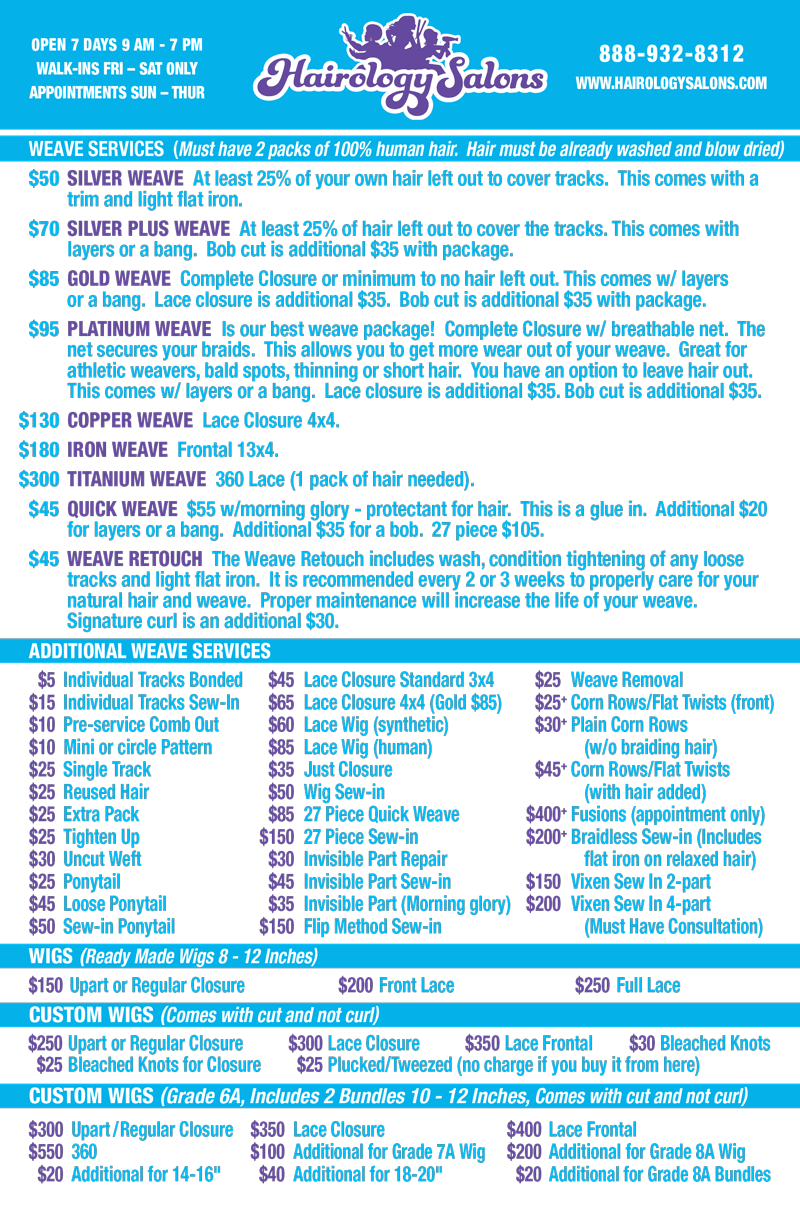 OPEN 7 DAYS 9 AM - 7 PM
WALK-INS FRI – SAT ONLY
APPOINTMENTS SUN – THUR
Hairôlogy Salons
888-932-8312
WWW.HAIROLOGYSALONS.COM
WEAVE SERVICES (Must have 2 packs of 100% human hair. Hair must be already washed and blow dried)
$50 SILVER WEAVE At least 25% of your own hair left out to cover tracks. This comes with a
trim and light flat iron.
$70 SILVER PLUS WEAVE At least 25% of hair left out to cover the tracks. This comes with
layers or a bang. Bob cut is additional $35 with package.
$85 GOLD WEAVE Complete Closure or minimum to no hair left out. This comes w/ layers
or a bang. Lace closure is additional $35. Bob cut is additional $35 with package.
$95 PLATINUM WEAVE Is our best weave package! Complete Closure w/ breathable net. The
net secures your braids. This allows you to get more wear out of your weave. Great for
athletic weavers, bald spots, thinning or short hair. You have an option to leave hair out.
This comes w/ layers or a bang. Lace closure is additional $35. Bob cut is additional $35.
$130 COPPER WEAVE Lace Closure 4x4.
$180 IRON WEAVE Frontal 13x4.
$300 TITANIUM WEAVE 360 Lace (1 pack of hair needed).
$45 QUICK WEAVE $55 w/morning glory - protectant for hair. This is a glue in. Additional $20
for layers or a bang. Additional $35 for a bob. 27 piece $105.
$45 WEAVE RETOUCH The Weave Retouch includes wash, condition tightening of any loose
tracks and light flat iron. It is recommended every 2 or 3 weeks to properly care for your
natural hair and weave. Proper maintenance will increase the life of your weave.
Signature curl is an additional $30.
ADDITIONAL WEAVE SERVICES
$5 Individual Tracks Bonded
$15 Individual Tracks Sew-In
$10 Pre-service Comb Out
$10 Mini or circle Pattern
$25 Single Track
$25 Reused Hair
$25 Extra Pack
$25 Tighten Up
$30 Uncut Weft
$25 Ponytail
$45 Loose Ponytail
$50 Sew-in Ponytail
$45 Lace Closure Standard 3x4
$65 Lace Closure 4x4 (Gold $85)
$60 Lace Wig (synthetic)
$85 Lace Wig (human)
$35 Just Closure
$50 Wig Sew-in
$85 27 Piece Quick Weave
$150 27 Piece Sew-in
$30 Invisible Part Repair
$45 Invisible Part Sew-in
$35 Invisible Part (Morning glory)
$150 Flip Method Sew-in
$25 Weave Removal
$25+ Corn Rows/Flat Twists (front)
$30+ Plain Corn Rows
(w/o braiding hair)
$45+ Corn Rows/Flat Twists
(with hair added)
$400+ Fusions (appointment only)
$200+ Braidless Sew-in (Includes
flat iron on relaxed hair)
$150 Vixen Sew In 2-part
$200 Vixen Sew In 4-part
(Must Have Consultation)
WIGS (Ready Made Wigs 8 - 12 Inches)
$150 Upart or Regular Closure $200 Front Lace $250 Full Lace
CUSTOM WIGS (Comes with cut and not curl)
$250 Upart or Regular Closure $300 Lace Closure $350 Lace Frontal $30 Bleached Knots
$25 Bleached Knots for Closure $25 Plucked/Tweezed (no charge if you buy it from here)
CUSTOM WIGS (Grade 6A, Includes 2 Bundles 10 - 12 Inches, Comes with cut and not curl)
$300 Upart/Regular Closure $350 Lace Closure $400 Lace Frontal
$550 360 $100 Additional for Grade 7A Wig $200 Additional for Grade 8A Wig
$20 Additional for 14-16" $40 Additional for 18-20" $20 Additional for Grade 8A Bundles